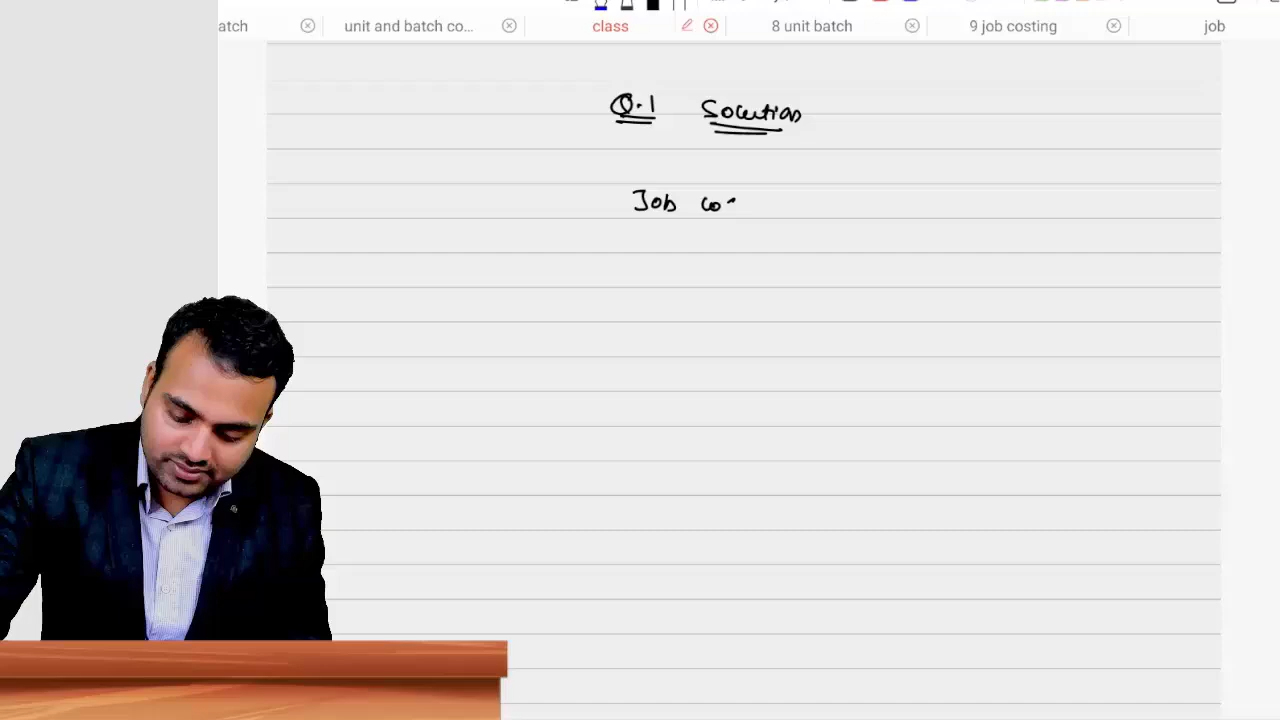 atch unit and batch co... class 8 unit batch 9 job costing job
Q.1 Solution
Job co